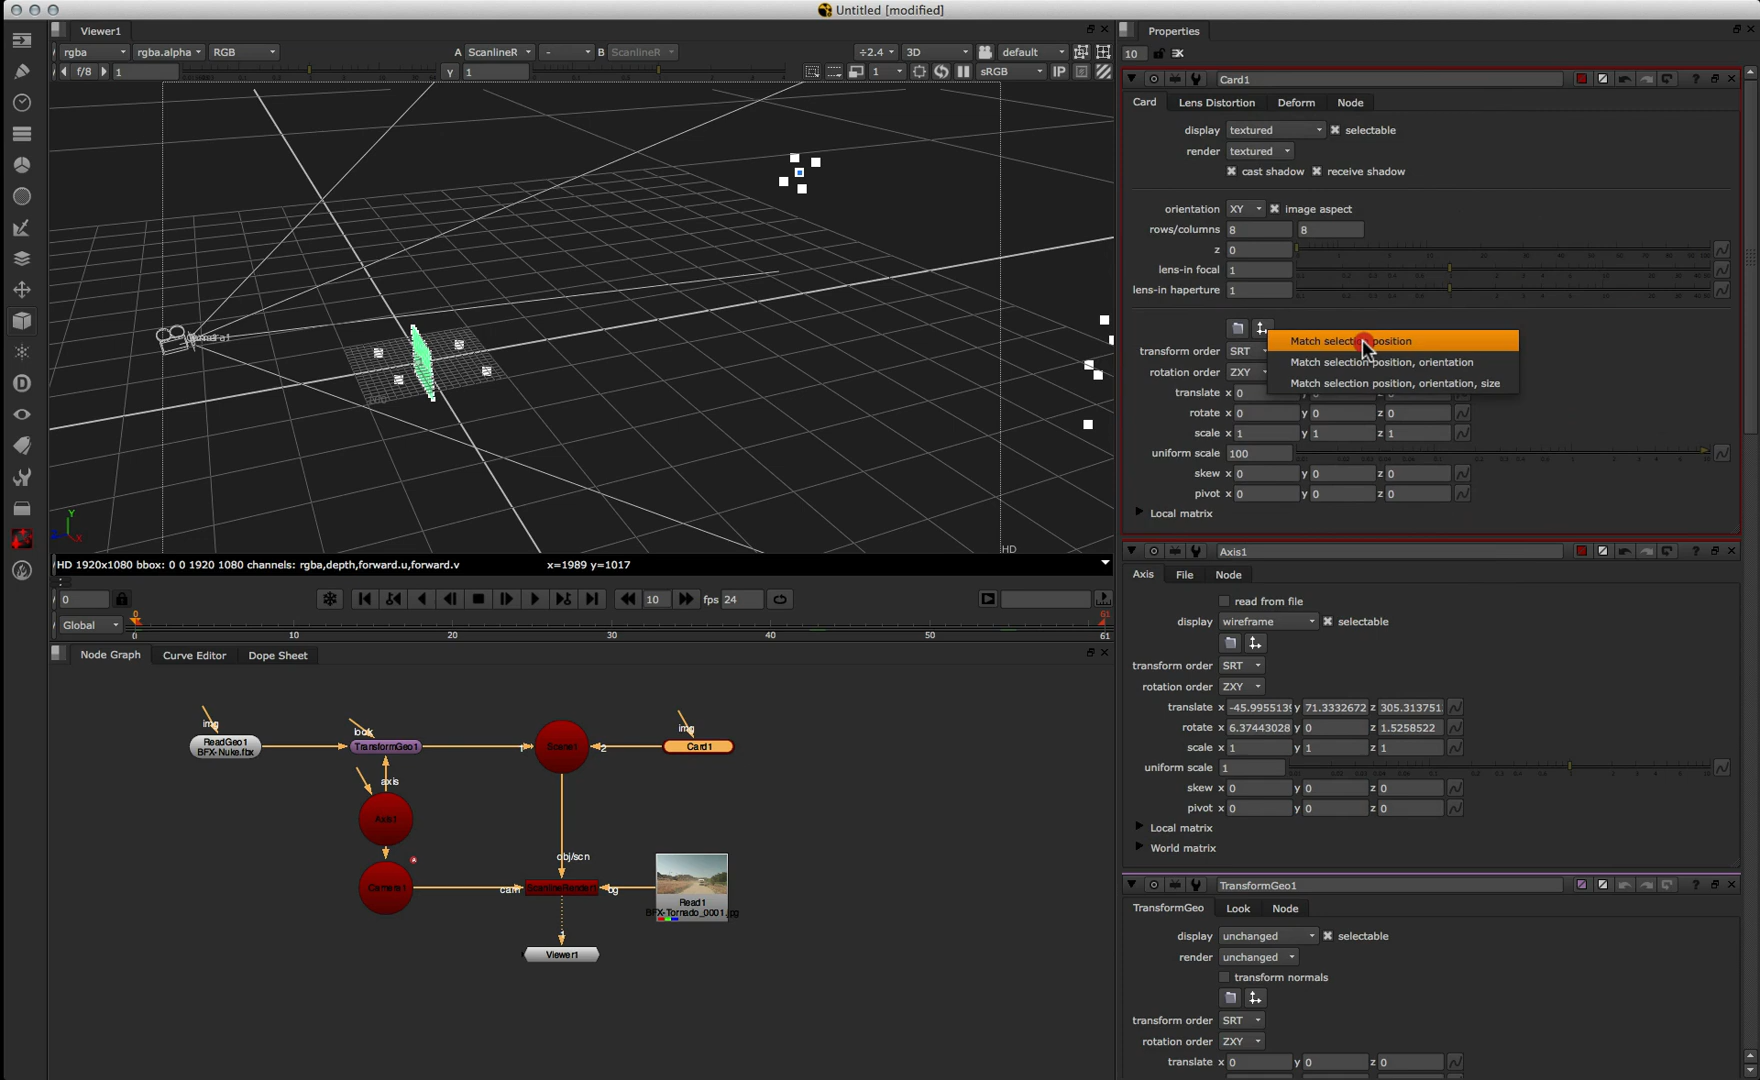 Untitled [modified]
Viewer1
rgba rgba.alpha RGB A ScanlineR - B ScanlineR ÷2.4 3D default
f/8 1 γ 1 1 sRGB IP
HD
Y
X
HD 1920x1080 bbox: 0 0 1920 1080 channels: rgba,depth,forward.u,forward.v x=1989 y=1017
0 10 fps 24
Global 0 0 10 20 30 40 50 61 61
Node Graph Curve Editor Dope Sheet
img
ReadGeo1
BFX-Nuke.fbx
look
TransformGeo1
axis
Axis1
Camera1
1
Scene1
2
img
Card1
obj/scn
cam
ScanlineRender1
bg
Read1
BFX-Tornado_0001.jpg
1
Viewer1
Properties
10
Card1
Card Lens Distortion Deform Node
display textured selectable
render textured
cast shadow receive shadow
orientation XY image aspect
rows/columns 8 8
z 0
lens-in focal 1
lens-in haperture 1
Match selection position
transform order SRT
Match selection position, orientation
rotation order ZXY
Match selection position, orientation, size
translate x 0
rotate x 0 y 0 z 0
scale x 1 y 1 z 1
uniform scale 100
skew x 0 y 0 z 0
pivot x 0 y 0 z 0
Local matrix
Axis1
Axis File Node
read from file
display wireframe selectable
transform order SRT
rotation order ZXY
translate x -45.9955139 y 71.3332672 z 305.313751
rotate x 6.37443028 y 0 z 1.5258522
scale x 1 y 1 z 1
uniform scale 1
skew x 0 y 0 z 0
pivot x 0 y 0 z 0
Local matrix
World matrix
TransformGeo1
TransformGeo Look Node
display unchanged selectable
render unchanged
transform normals
transform order SRT
rotation order ZXY
translate x 0 y 0 z 0